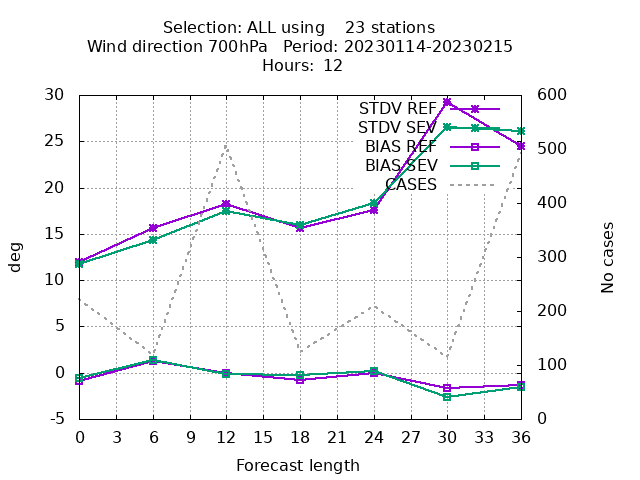 Selection: ALL using    23 stations
Wind direction 700hPa   Period: 20230114-20230215
Hours:  12
30
25
20
15
10
5
0
-5
deg
STDV REF
STDV SEV
BIAS REF
BIAS SEV
CASES
600
500
400
300
200
100
0
No cases
0 3 6 9 12 15 18 21 24 27 30 33 36
Forecast length